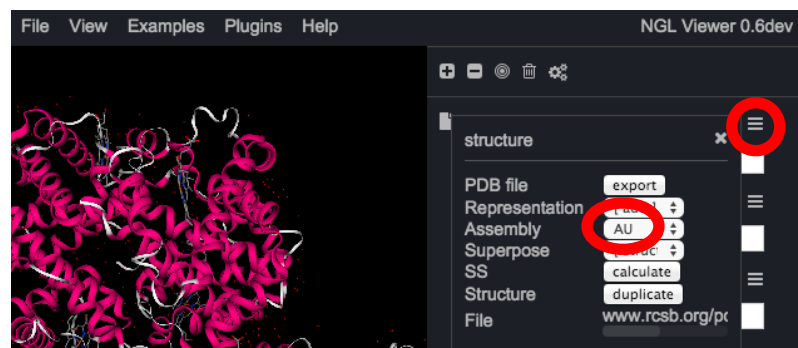 File View Examples Plugins Help NGL Viewer 0.6dev
structure
PDB file export
Representation
Assembly AU
Superpose
SS calculate
Structure duplicate
File www.rcsb.org/